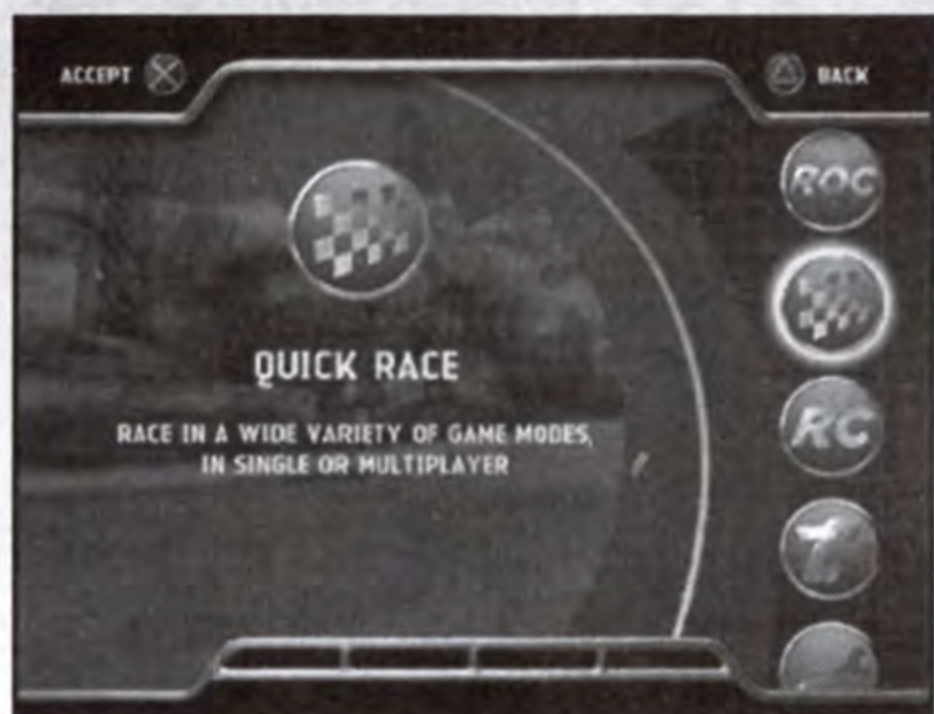 ACCEPT
BACK
ROC
QUICK RACE
RC
RACE IN A WIDE VARIETY OF GAME MODES,
IN SINGLE OR MULTIPLAYER